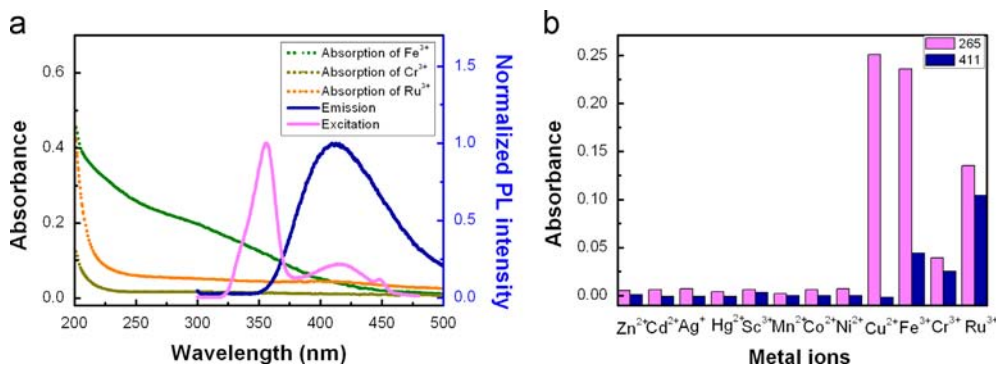 a
Absorbance
0.6
0.4
0.2
0.0
200 250 300 350 400 450 500
Wavelength (nm)
1.5
1.0
0.5
0.0
Normalized PL intensity
Absorption of Fe³⁺
Absorption of Cr³⁺
Absorption of Ru³⁺
Emission
Excitation
b
Absorbance
0.25
0.20
0.15
0.10
0.05
0.00
265
411
Zn²⁺ Cd²⁺ Ag⁺ Hg²⁺ Sc³⁺ Mn²⁺ Co²⁺ Ni²⁺ Cu²⁺ Fe³⁺ Cr³⁺ Ru³⁺
Metal ions